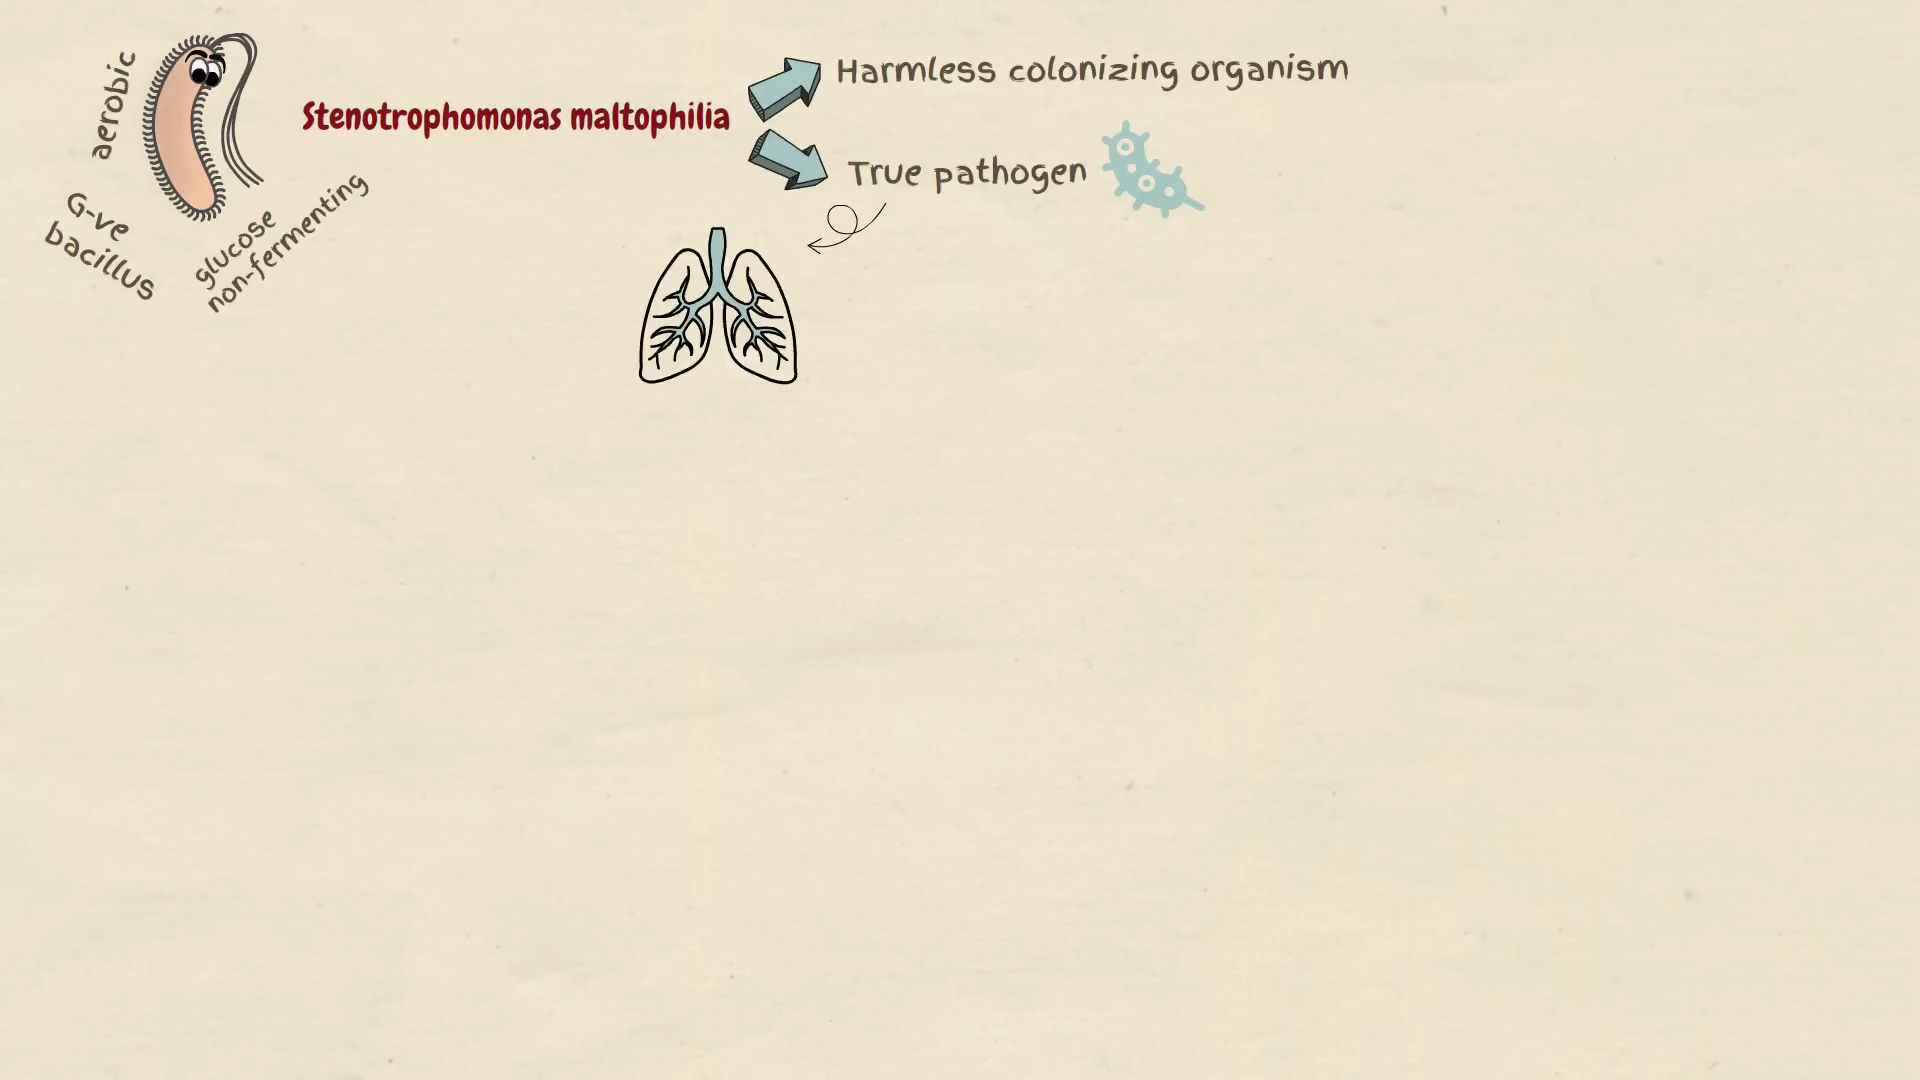 aerobic
G-ve
bacillus
glucose
non-fermenting
Stenotrophomonas maltophilia
Harmless colonizing organism
True pathogen